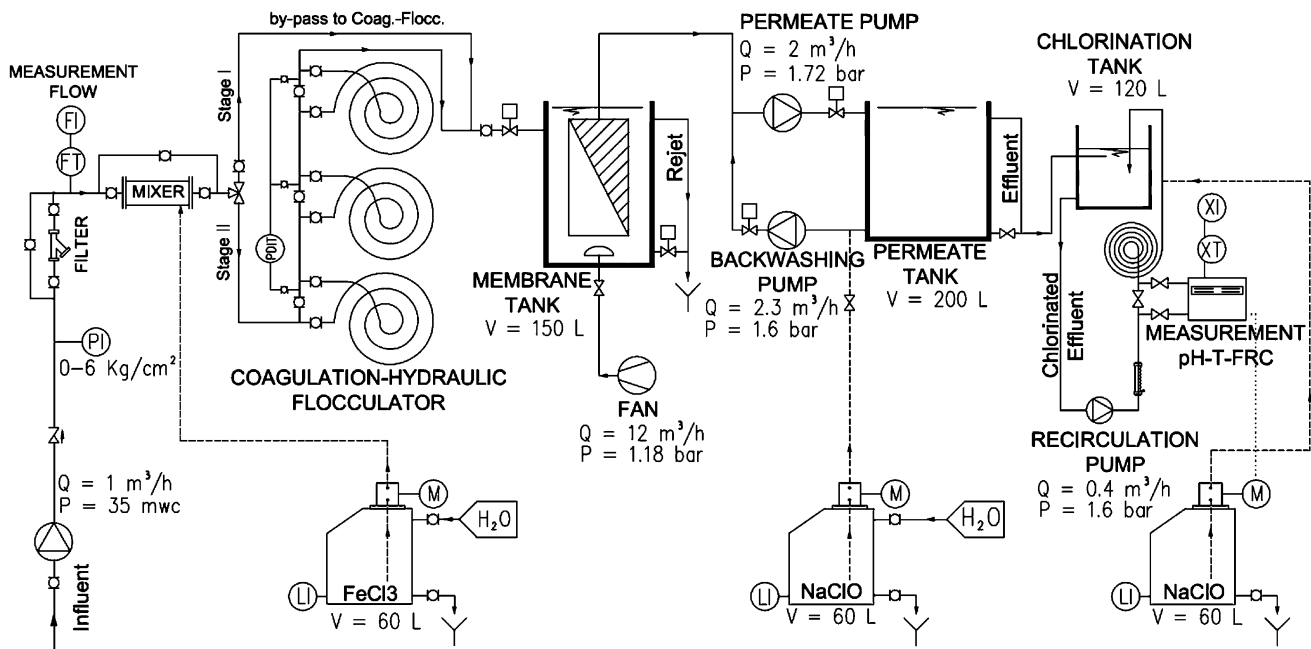 by-pass to Coag.-Flocc.
MEASUREMENT
FLOW
FI
FT
MIXER
FILTER
Stage I
Stage II
PDIT
PI
0-6 Kg/cm²
Q = 1 m³/h
P = 35 mwc
Influent
COAGULATION-HYDRAULIC
FLOCCULATOR
MEMBRANE
TANK
V = 150 L
Rejet
FAN
Q = 12 m³/h
P = 1.18 bar
PERMEATE PUMP
Q = 2 m³/h
P = 1.72 bar
BACKWASHING
PUMP
Q = 2.3 m³/h
P = 1.6 bar
PERMEATE
TANK
V = 200 L
Effluent
CHLORINATION
TANK
V = 120 L
XI
XT
MEASUREMENT
pH-T-FRC
Chlorinated
Effluent
RECIRCULATION
PUMP
Q = 0.4 m³/h
P = 1.6 bar
M
H₂O
LI
FeCl3
V = 60 L
M
H₂O
LI
NaClO
V = 60 L
M
LI
NaClO
V = 60 L